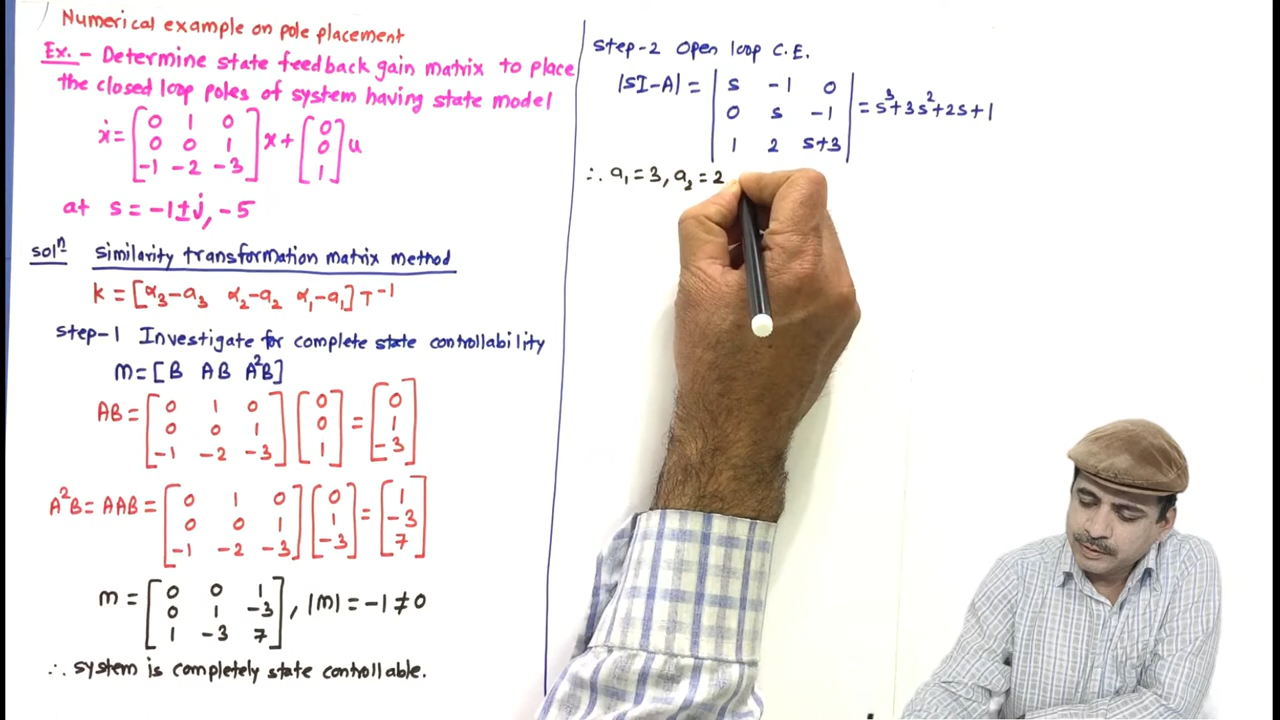 Numerical example on pole placement
Ex. - Determine state feedback gain matrix to place
the closed loop poles of system having state model
ẋ = [0 1 0; 0 0 1; -1 -2 -3] x + [0; 0; 1] u
at s = -1±j, -5
solⁿ Similarity transformation matrix method
K = [α₃-a₃ α₂-a₂ α₁-a₁] T⁻¹
Step-1 Investigate for complete state controllability
m = [B AB A²B]
AB = [0 1 0; 0 0 1; -1 -2 -3] [0; 0; 1] = [0; 1; -3]
A²B = AAB = [0 1 0; 0 0 1; -1 -2 -3] [0; 1; -3] = [1; -3; 7]
m = [0 0 1; 0 1 -3; 1 -3 7], |m| = -1 ≠ 0
∴ system is completely state controllable.
Step-2 Open loop C.E.
|SI-A| = |s -1 0; 0 s -1; 1 2 s+3| = s³+3s²+2s+1
∴ a₁ = 3, a₂ = 2